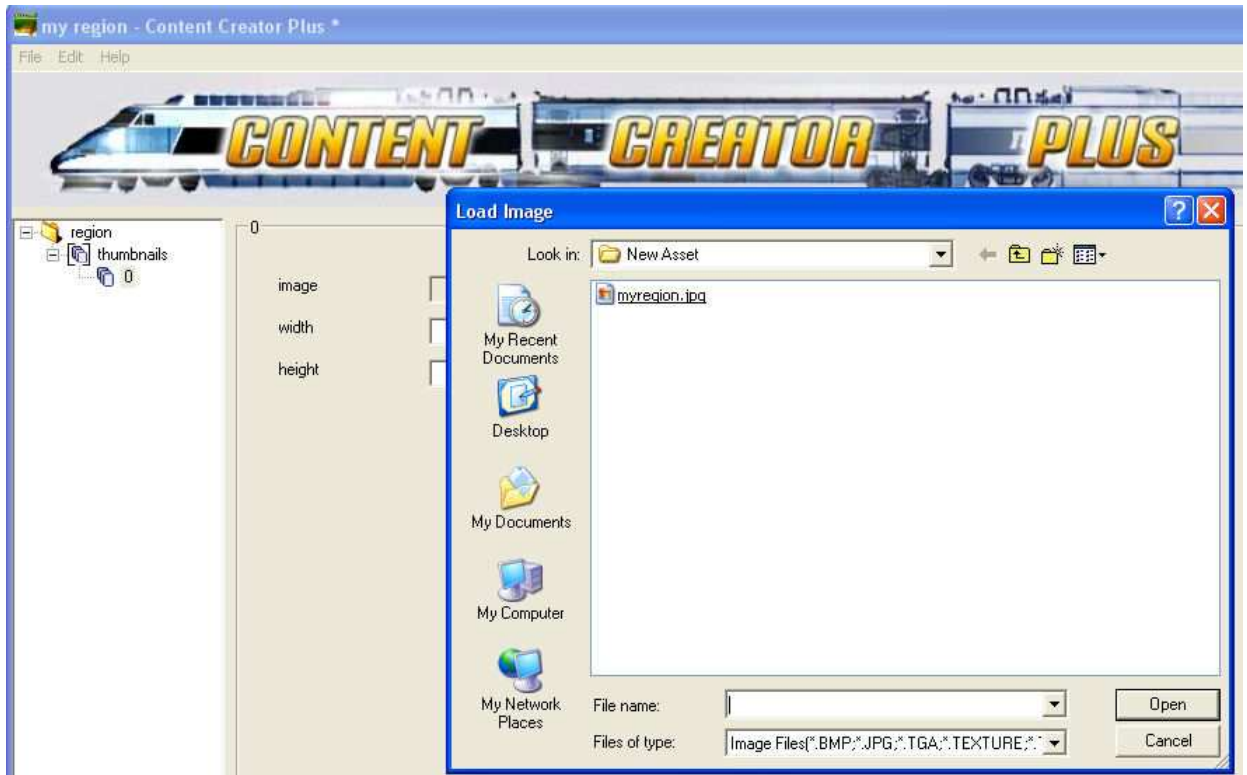 my region - Content Creator Plus *
File Edit Help
CONTENT CREATOR PLUS
region
thumbnails
0
0
image
width
height
Load Image
Look in: New Asset
myregion.jpg
My Recent
Documents
Desktop
My Documents
My Computer
My Network
Places
File name:
Open
Files of type: Image Files(*.BMP;*.JPG;*.TGA;*.TEXTURE;*.
Cancel